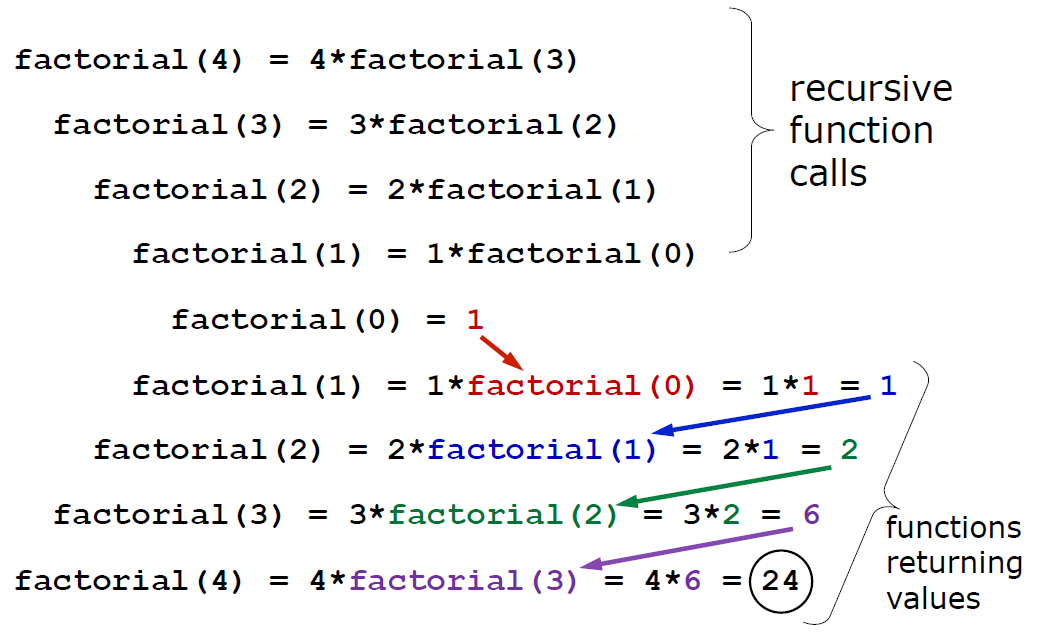 factorial(4) = 4*factorial(3)
factorial(3) = 3*factorial(2)
factorial(2) = 2*factorial(1)
factorial(1) = 1*factorial(0)
recursive
function
calls
factorial(0) = 1
factorial(1) = 1*factorial(0) = 1*1 = 1
factorial(2) = 2*factorial(1) = 2*1 = 2
factorial(3) = 3*factorial(2) = 3*2 = 6
factorial(4) = 4*factorial(3) = 4*6 = 24
functions
returning
values